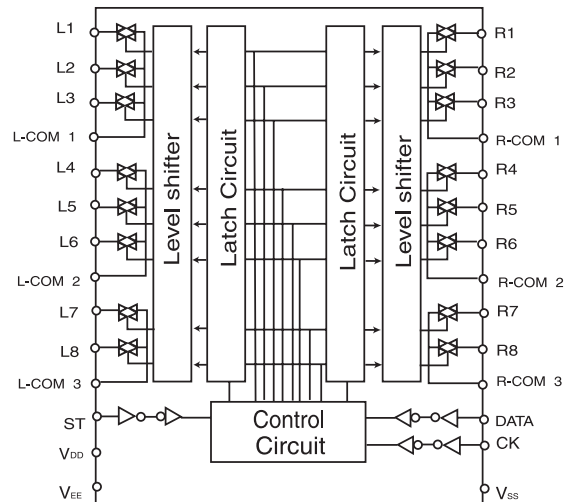 L1
L2
L3
L-COM 1
L4
L5
L6
L-COM 2
L7
L8
L-COM 3
ST
VDD
VEE
Level shifter
Latch Circuit
Latch Circuit
Level shifter
Control
Circuit
R1
R2
R3
R-COM 1
R4
R5
R6
R-COM 2
R7
R8
R-COM 3
DATA
CK
VSS